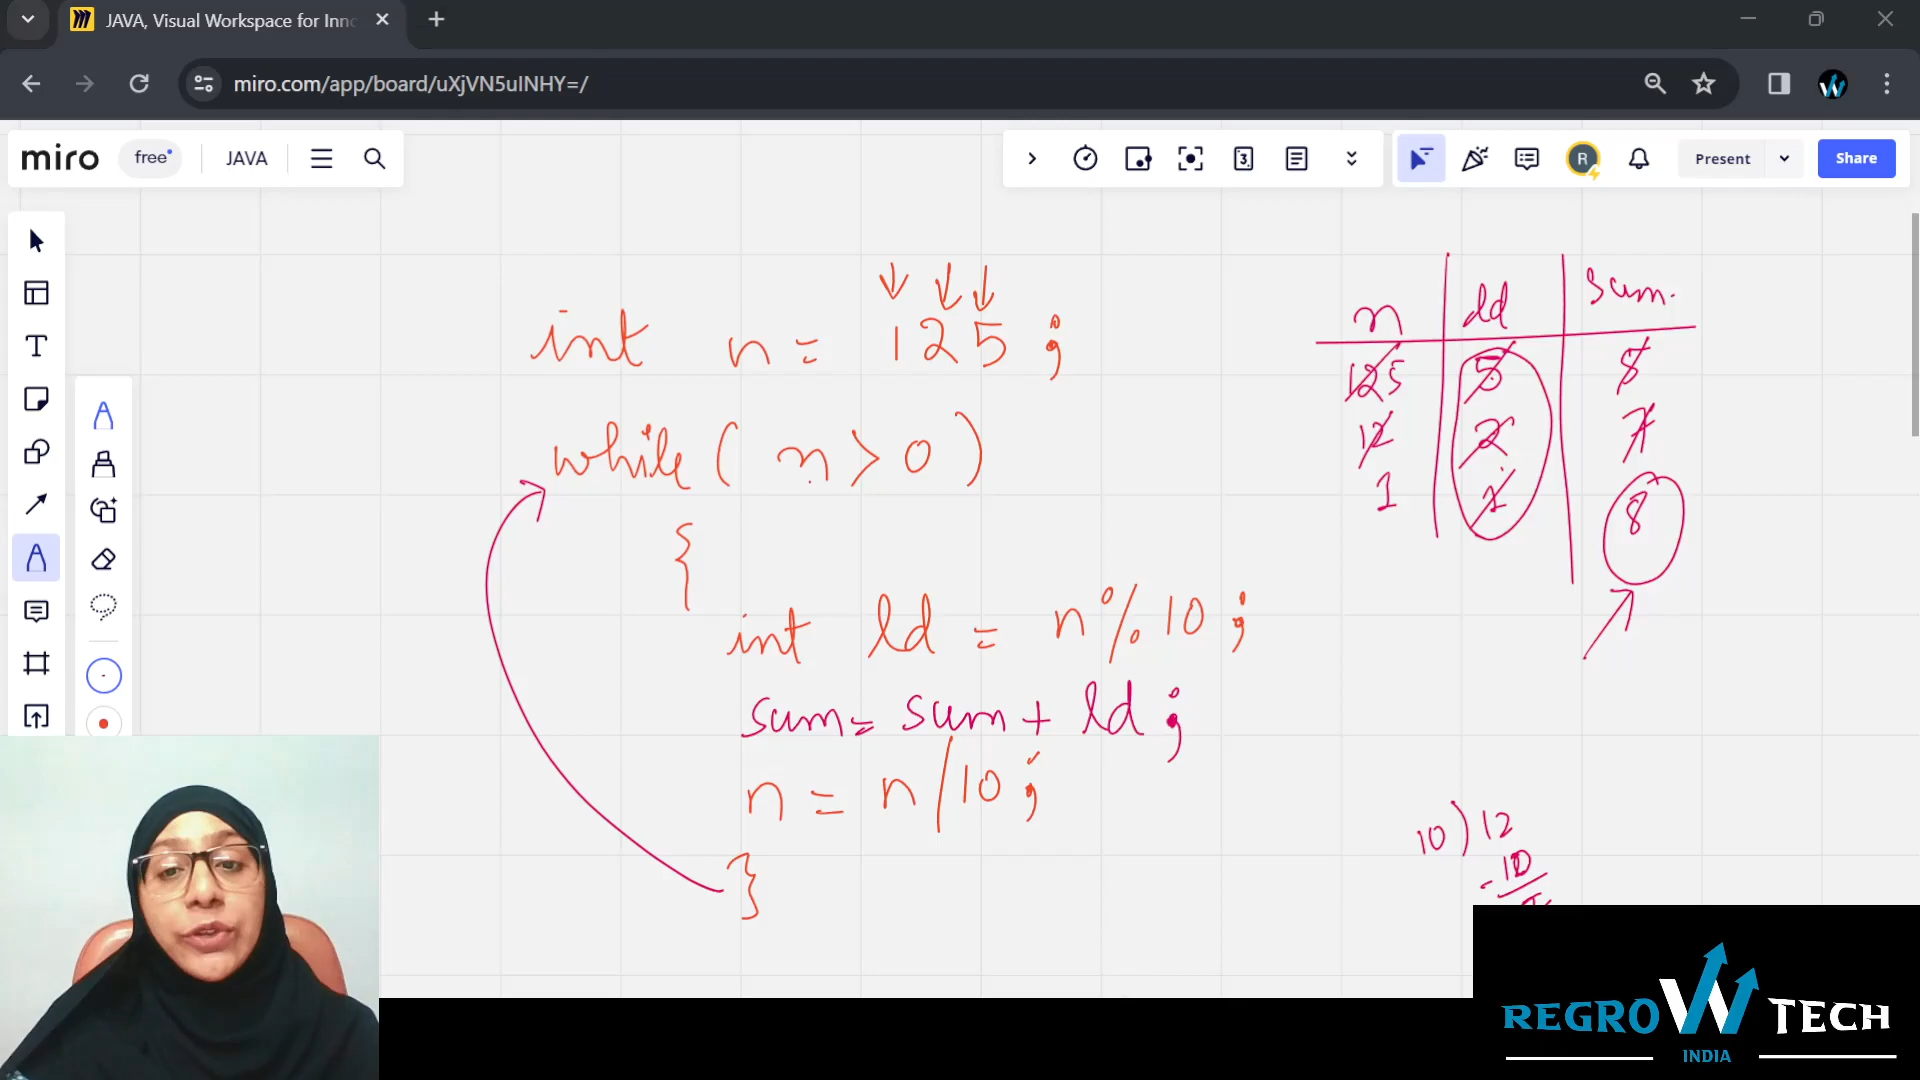 JAVA, Visual Workspace for Inno
miro.com/app/board/uXjVN5uINHY=/
miro free JAVA
3 R Present Share
int n = 125 ;
while ( n > 0 )
{
int ld = n % 10 ;
sum = sum + ld ;
n = n / 10 ;
}
n ld sum.
125 5
12 2 7
1 1 8
10 ) 12
- 10
REGROW TECH
INDIA